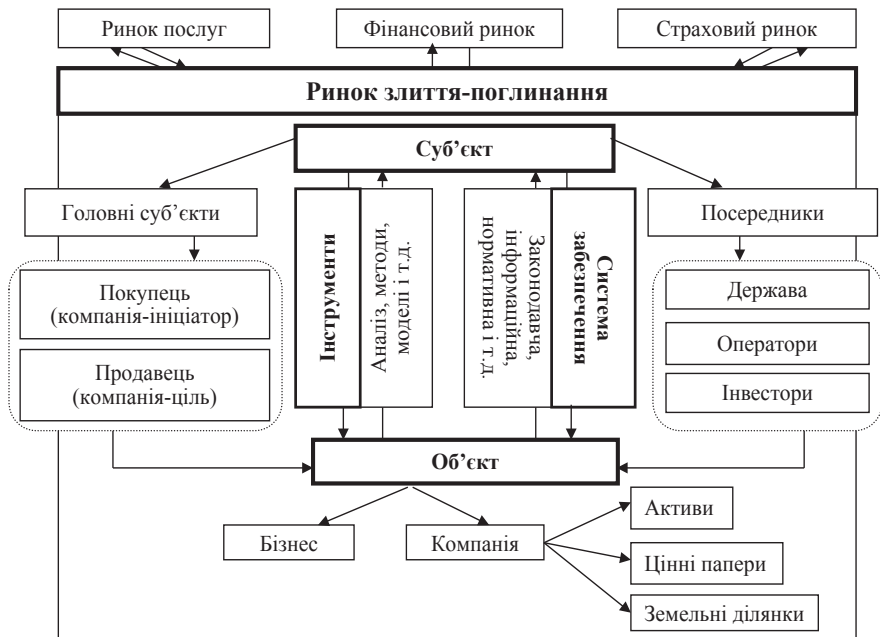 Ринок послуг
Фінансовий ринок
Страховий ринок
Ринок злиття-поглинання
Суб’єкт
Головні суб’єкти
Посередники
Інструменти
Аналіз, методи,
моделі і т.д.
Законодавча,
інформаційна,
нормативна і т.д.
Система
забезпечення
Покупець
(компанія-ініціатор)
Продавець
(компанія-ціль)
Держава
Оператори
Інвестори
Об’єкт
Бізнес
Компанія
Активи
Цінні папери
Земельні ділянки